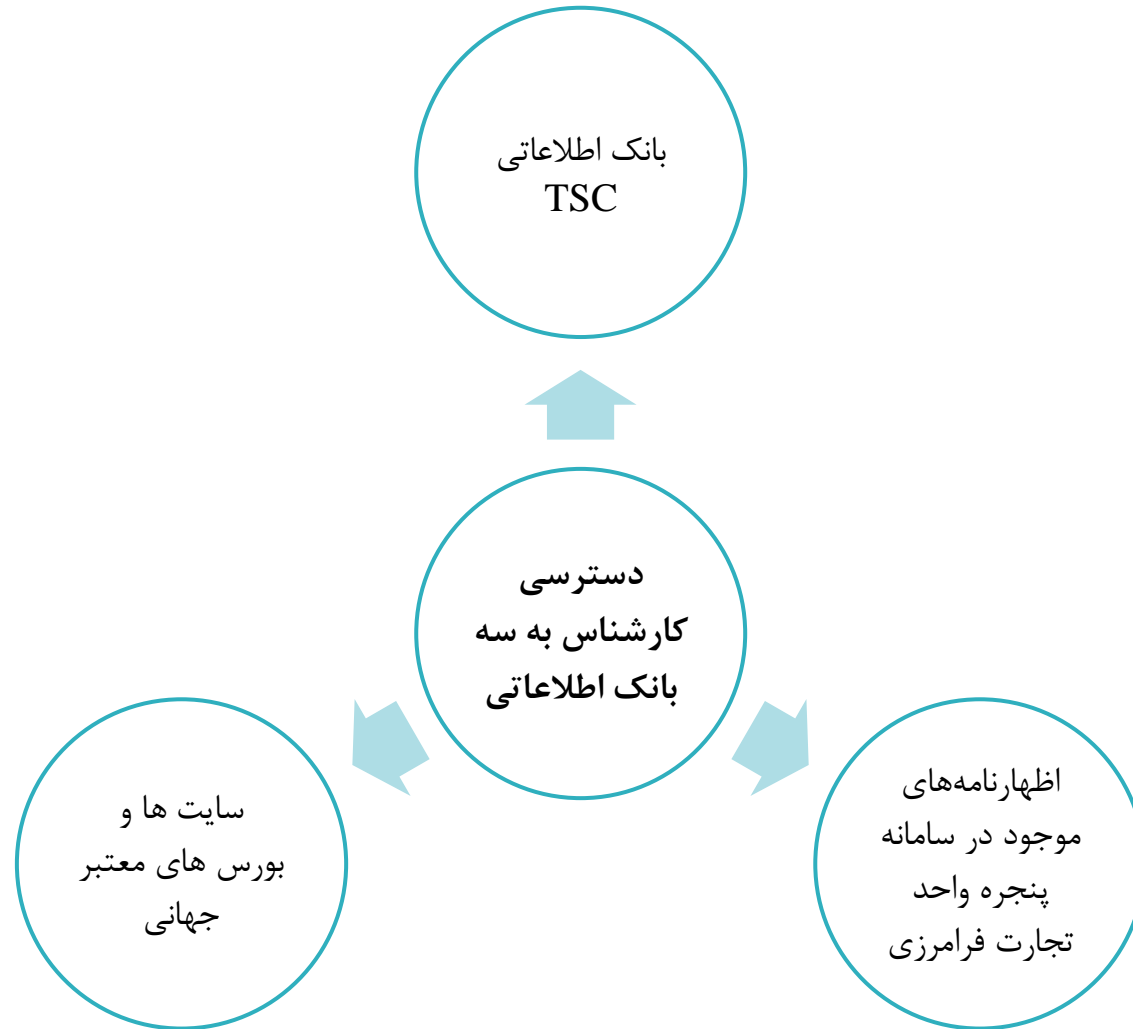 بانک اطلاعاتی
TSC
دسترسی
کارشناس به سه
بانک اطلاعاتی
اظهارنامه‌های
موجود در سامانه
پنجره واحد
تجارت فرامرزی
سایت ها و
بورس های معتبر
جهانی